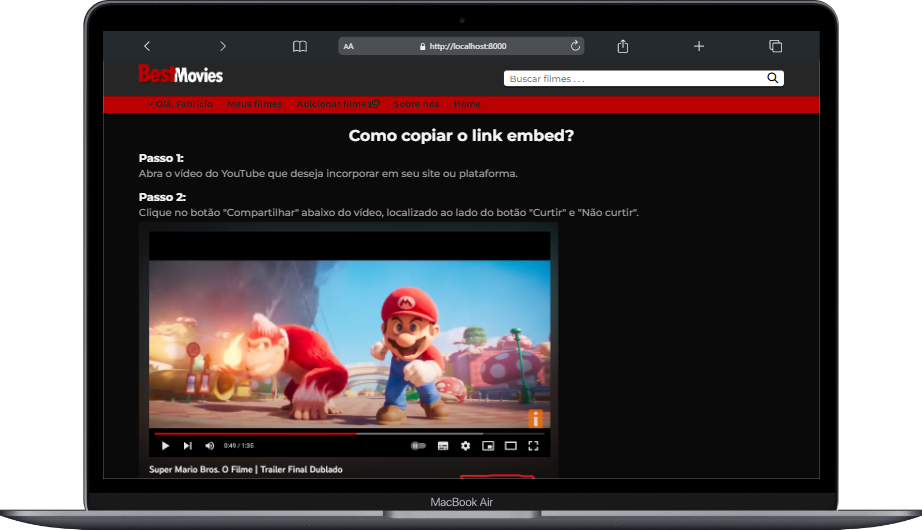 AA
http://localhost:8000
BestMovies
Buscar filmes . . .
Olá, Fabricio Meus filmes Adicionar filmes Sobre nós Home
Como copiar o link embed?
Passo 1:
Abra o vídeo do YouTube que deseja incorporar em seu site ou plataforma.
Passo 2:
Clique no botão "Compartilhar" abaixo do vídeo, localizado ao lado do botão "Curtir" e "Não curtir".
M
i
0:49 / 1:35
Super Mario Bros. O Filme | Trailer Final Dublado
MacBook Air